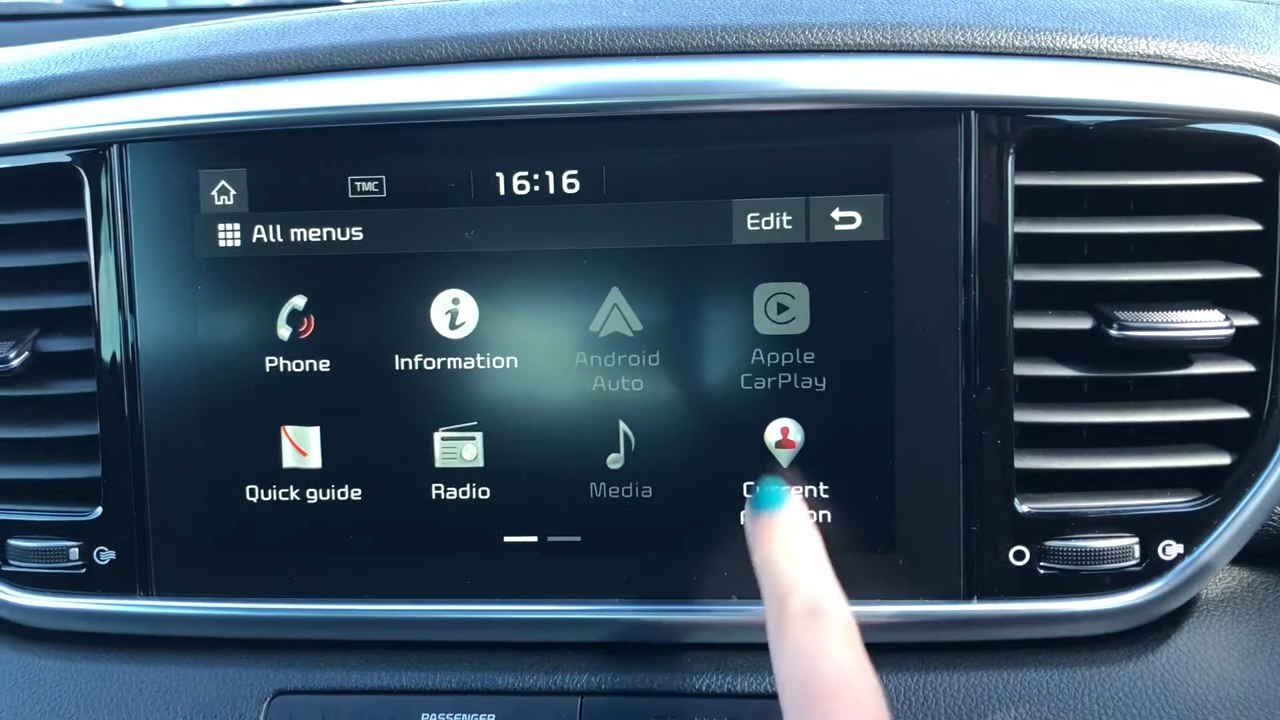 TMC
16:16
All menus
Edit
Phone
Information
Android
Auto
Apple
CarPlay
Quick guide
Radio
Media
PASSENGER